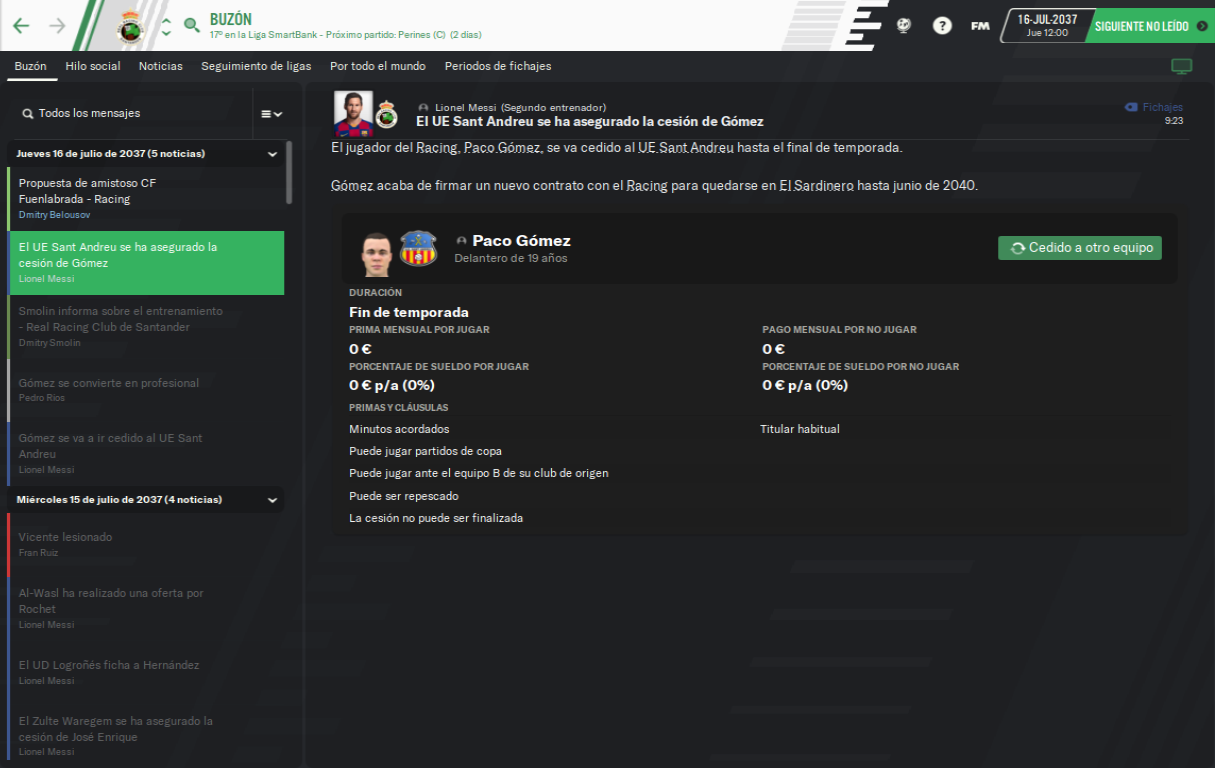 BUZÓN
17º en la Liga SmartBank - Próximo partido: Perines (C) (2 días)
?
FM
16-JUL-2037
Jue 12:00
SIGUIENTE NO LEÍDO
Buzón
Hilo social
Noticias
Seguimiento de ligas
Por todo el mundo
Periodos de fichajes
Todos los mensajes
Jueves 16 de julio de 2037 (5 noticias)
Propuesta de amistoso CF
Fuenlabrada - Racing
Dmitry Belousov
El UE Sant Andreu se ha asegurado la
cesión de Gómez
Lionel Messi
Smolin informa sobre el entrenamiento
- Real Racing Club de Santander
Dmitry Smolin
Gómez se convierte en profesional
Pedro Rios
Gómez se va a ir cedido al UE Sant
Andreu
Lionel Messi
Miércoles 15 de julio de 2037 (4 noticias)
Vicente lesionado
Fran Ruiz
Al-Wasl ha realizado una oferta por
Rochet
Lionel Messi
El UD Logroñés ficha a Hernández
Lionel Messi
El Zulte Waregem se ha asegurado la
cesión de José Enrique
Lionel Messi
Lionel Messi (Segundo entrenador)
El UE Sant Andreu se ha asegurado la cesión de Gómez
Fichajes
9:23
El jugador del Racing, Paco Gómez, se va cedido al UE Sant Andreu hasta el final de temporada.
Gómez acaba de firmar un nuevo contrato con el Racing para quedarse en El Sardinero hasta junio de 2040.
Paco Gómez
Delantero de 19 años
Cedido a otro equipo
DURACIÓN
Fin de temporada
PRIMA MENSUAL POR JUGAR
PAGO MENSUAL POR NO JUGAR
0 €
0 €
PORCENTAJE DE SUELDO POR JUGAR
PORCENTAJE DE SUELDO POR NO JUGAR
0 € p/a (0%)
0 € p/a (0%)
PRIMAS Y CLÁUSULAS
Minutos acordados
Titular habitual
Puede jugar partidos de copa
Puede jugar ante el equipo B de su club de origen
Puede ser repescado
La cesión no puede ser finalizada